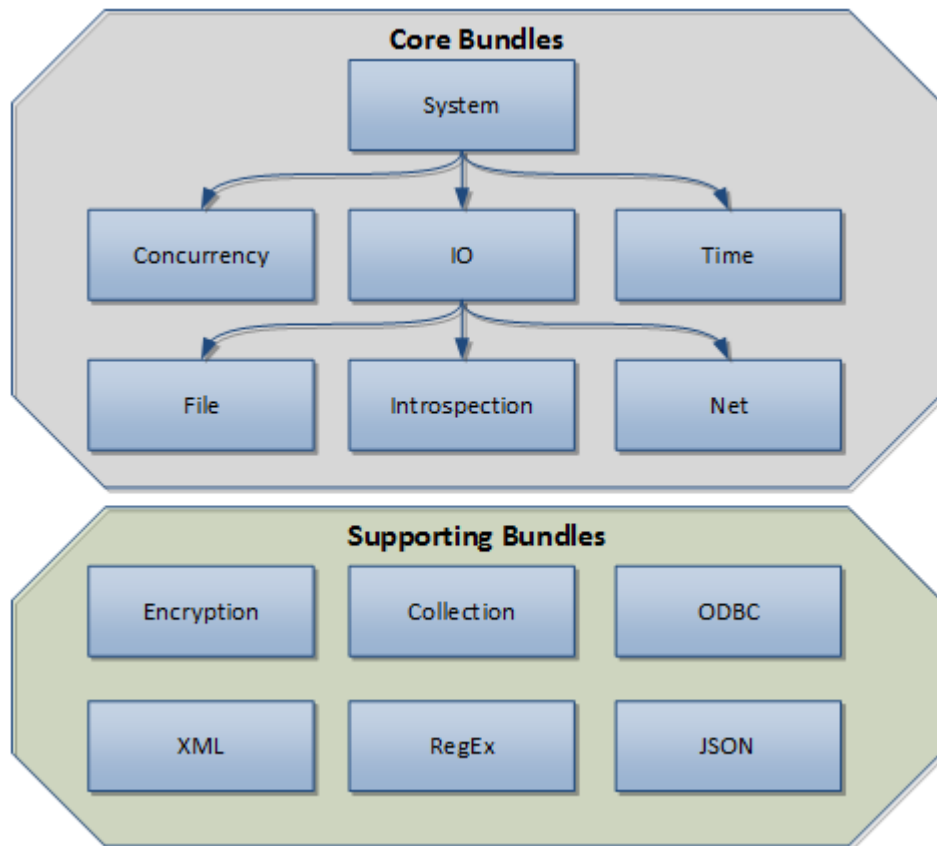 Core Bundles
System
Concurrency
IO
Time
File
Introspection
Net
Supporting Bundles
Encryption
Collection
ODBC
XML
RegEx
JSON